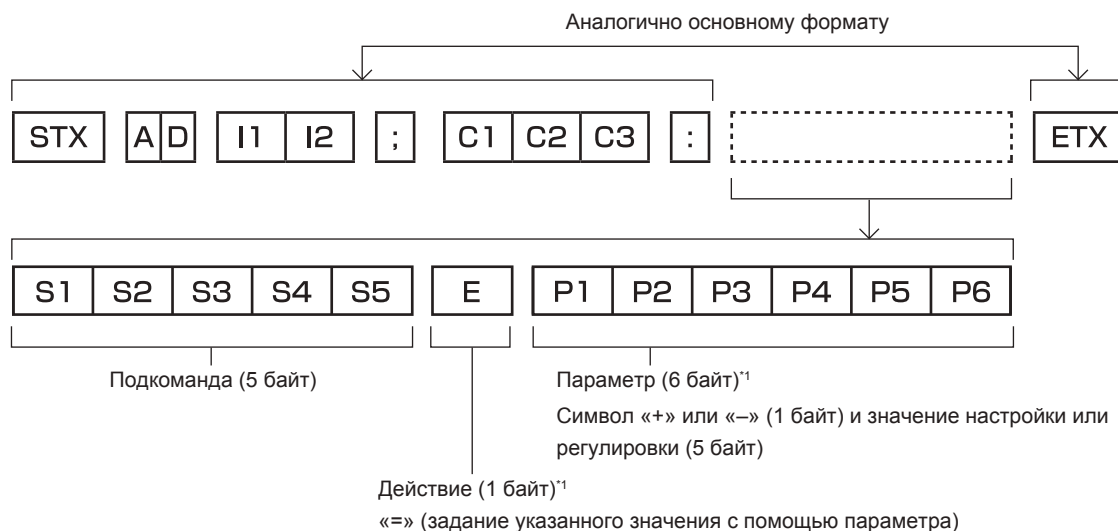 Аналогично основному формату
STX A D I1 I2 ; C1 C2 C3 : ETX
S1 S2 S3 S4 S5 E P1 P2 P3 P4 P5 P6
Подкоманда (5 байт)
Параметр (6 байт)*1
Символ «+» или «–» (1 байт) и значение настройки или
регулировки (5 байт)
Действие (1 байт)*1
«=» (задание указанного значения с помощью параметра)